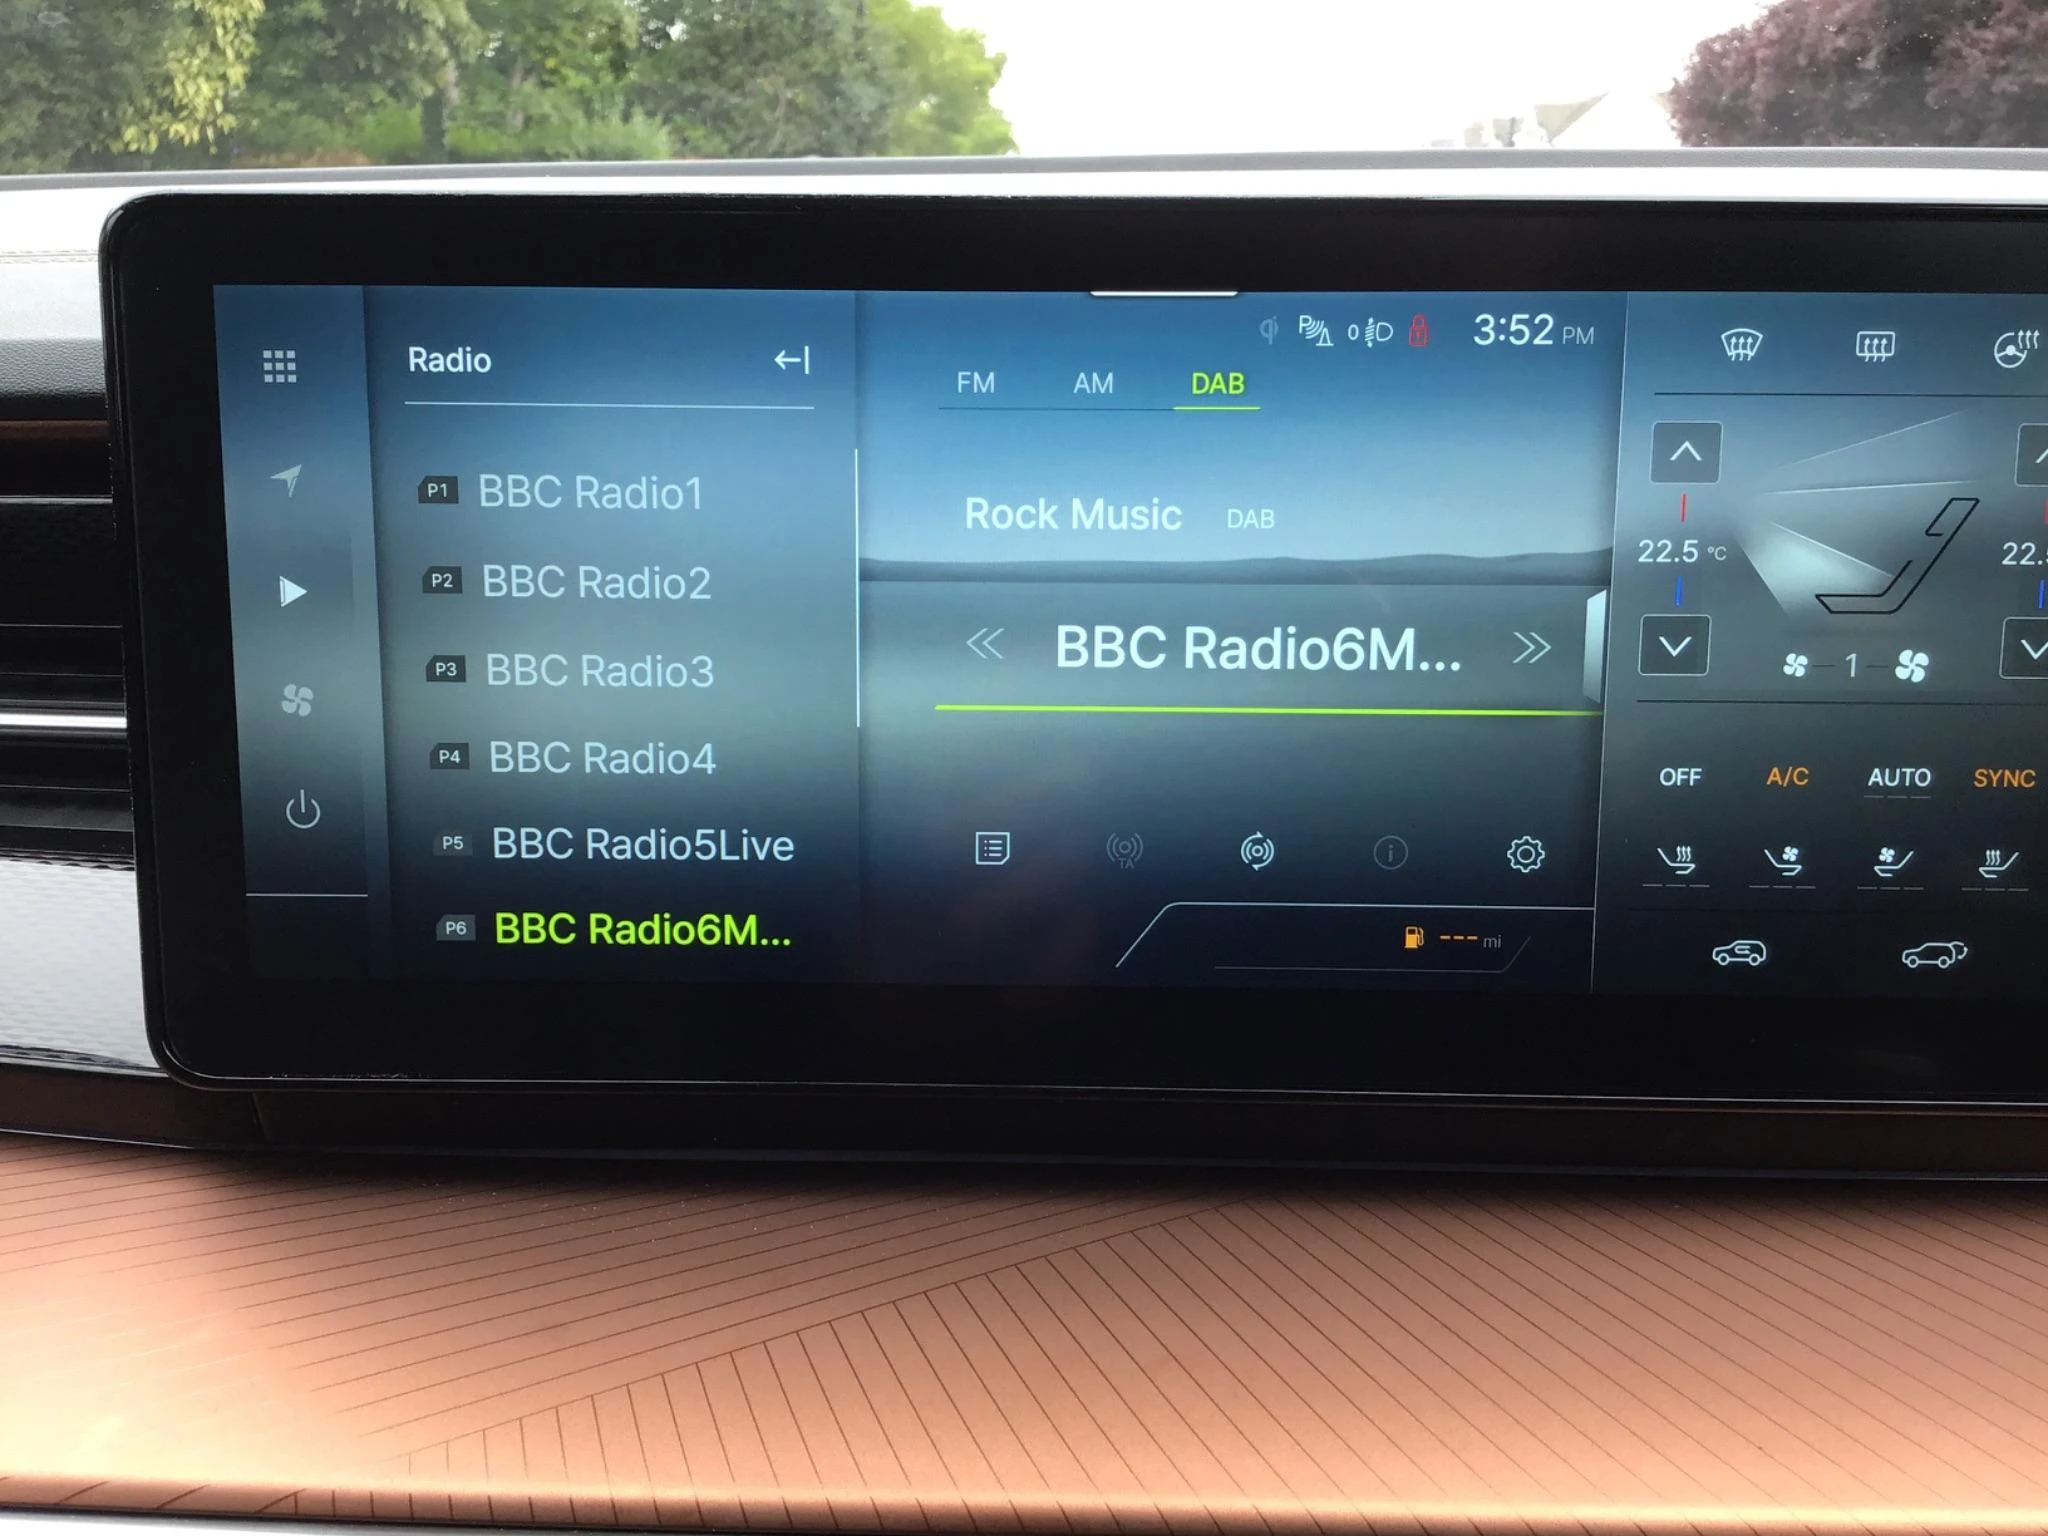 3:52 PM
0
Radio
FM AM DAB
P1 BBC Radio1
P2 BBC Radio2
P3 BBC Radio3
P4 BBC Radio4
P5 BBC Radio5Live
P6 BBC Radio6M...
Rock Music DAB
BBC Radio6M...
TA
--- mi
22.5 °C
22.5
1
OFF A/C AUTO SYNC